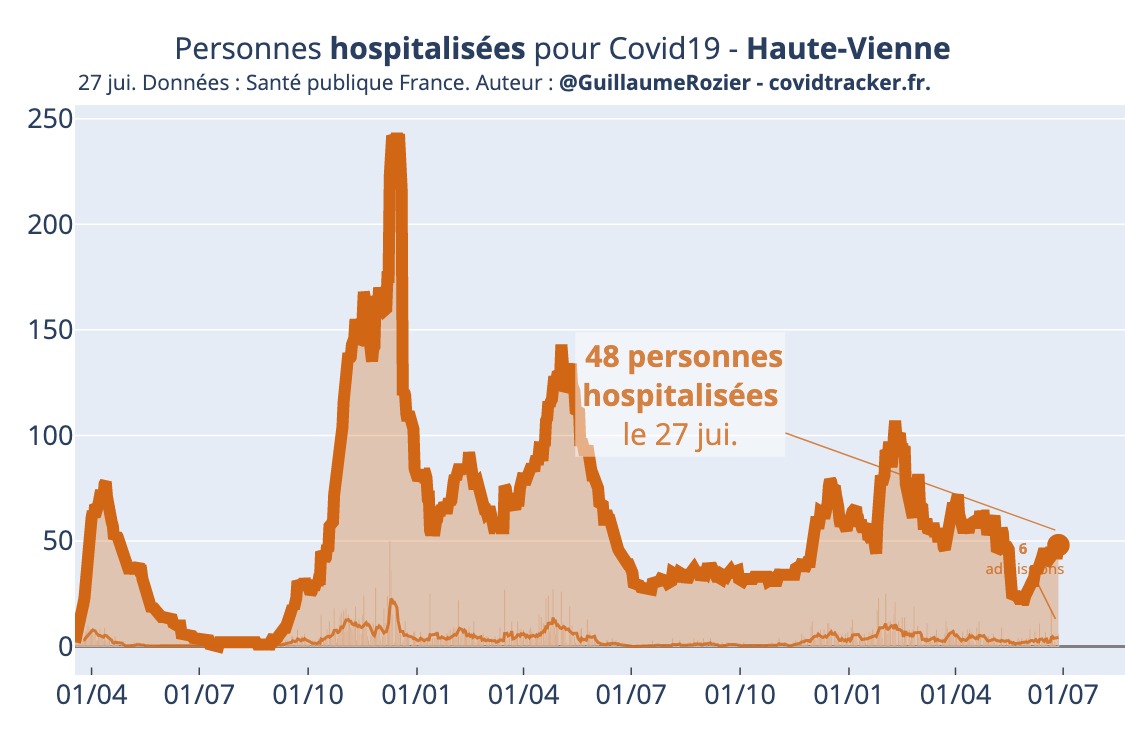 Personnes hospitalisées pour Covid19 - Haute-Vienne
27 jui. Données : Santé publique France. Auteur : @GuillaumeRozier - covidtracker.fr.
250
200
150
48 personnes
hospitalisées
le 27 jui.
100
50
6
admissions
0
01/04 01/07 01/10 01/01 01/04 01/07 01/10 01/01 01/04 01/07